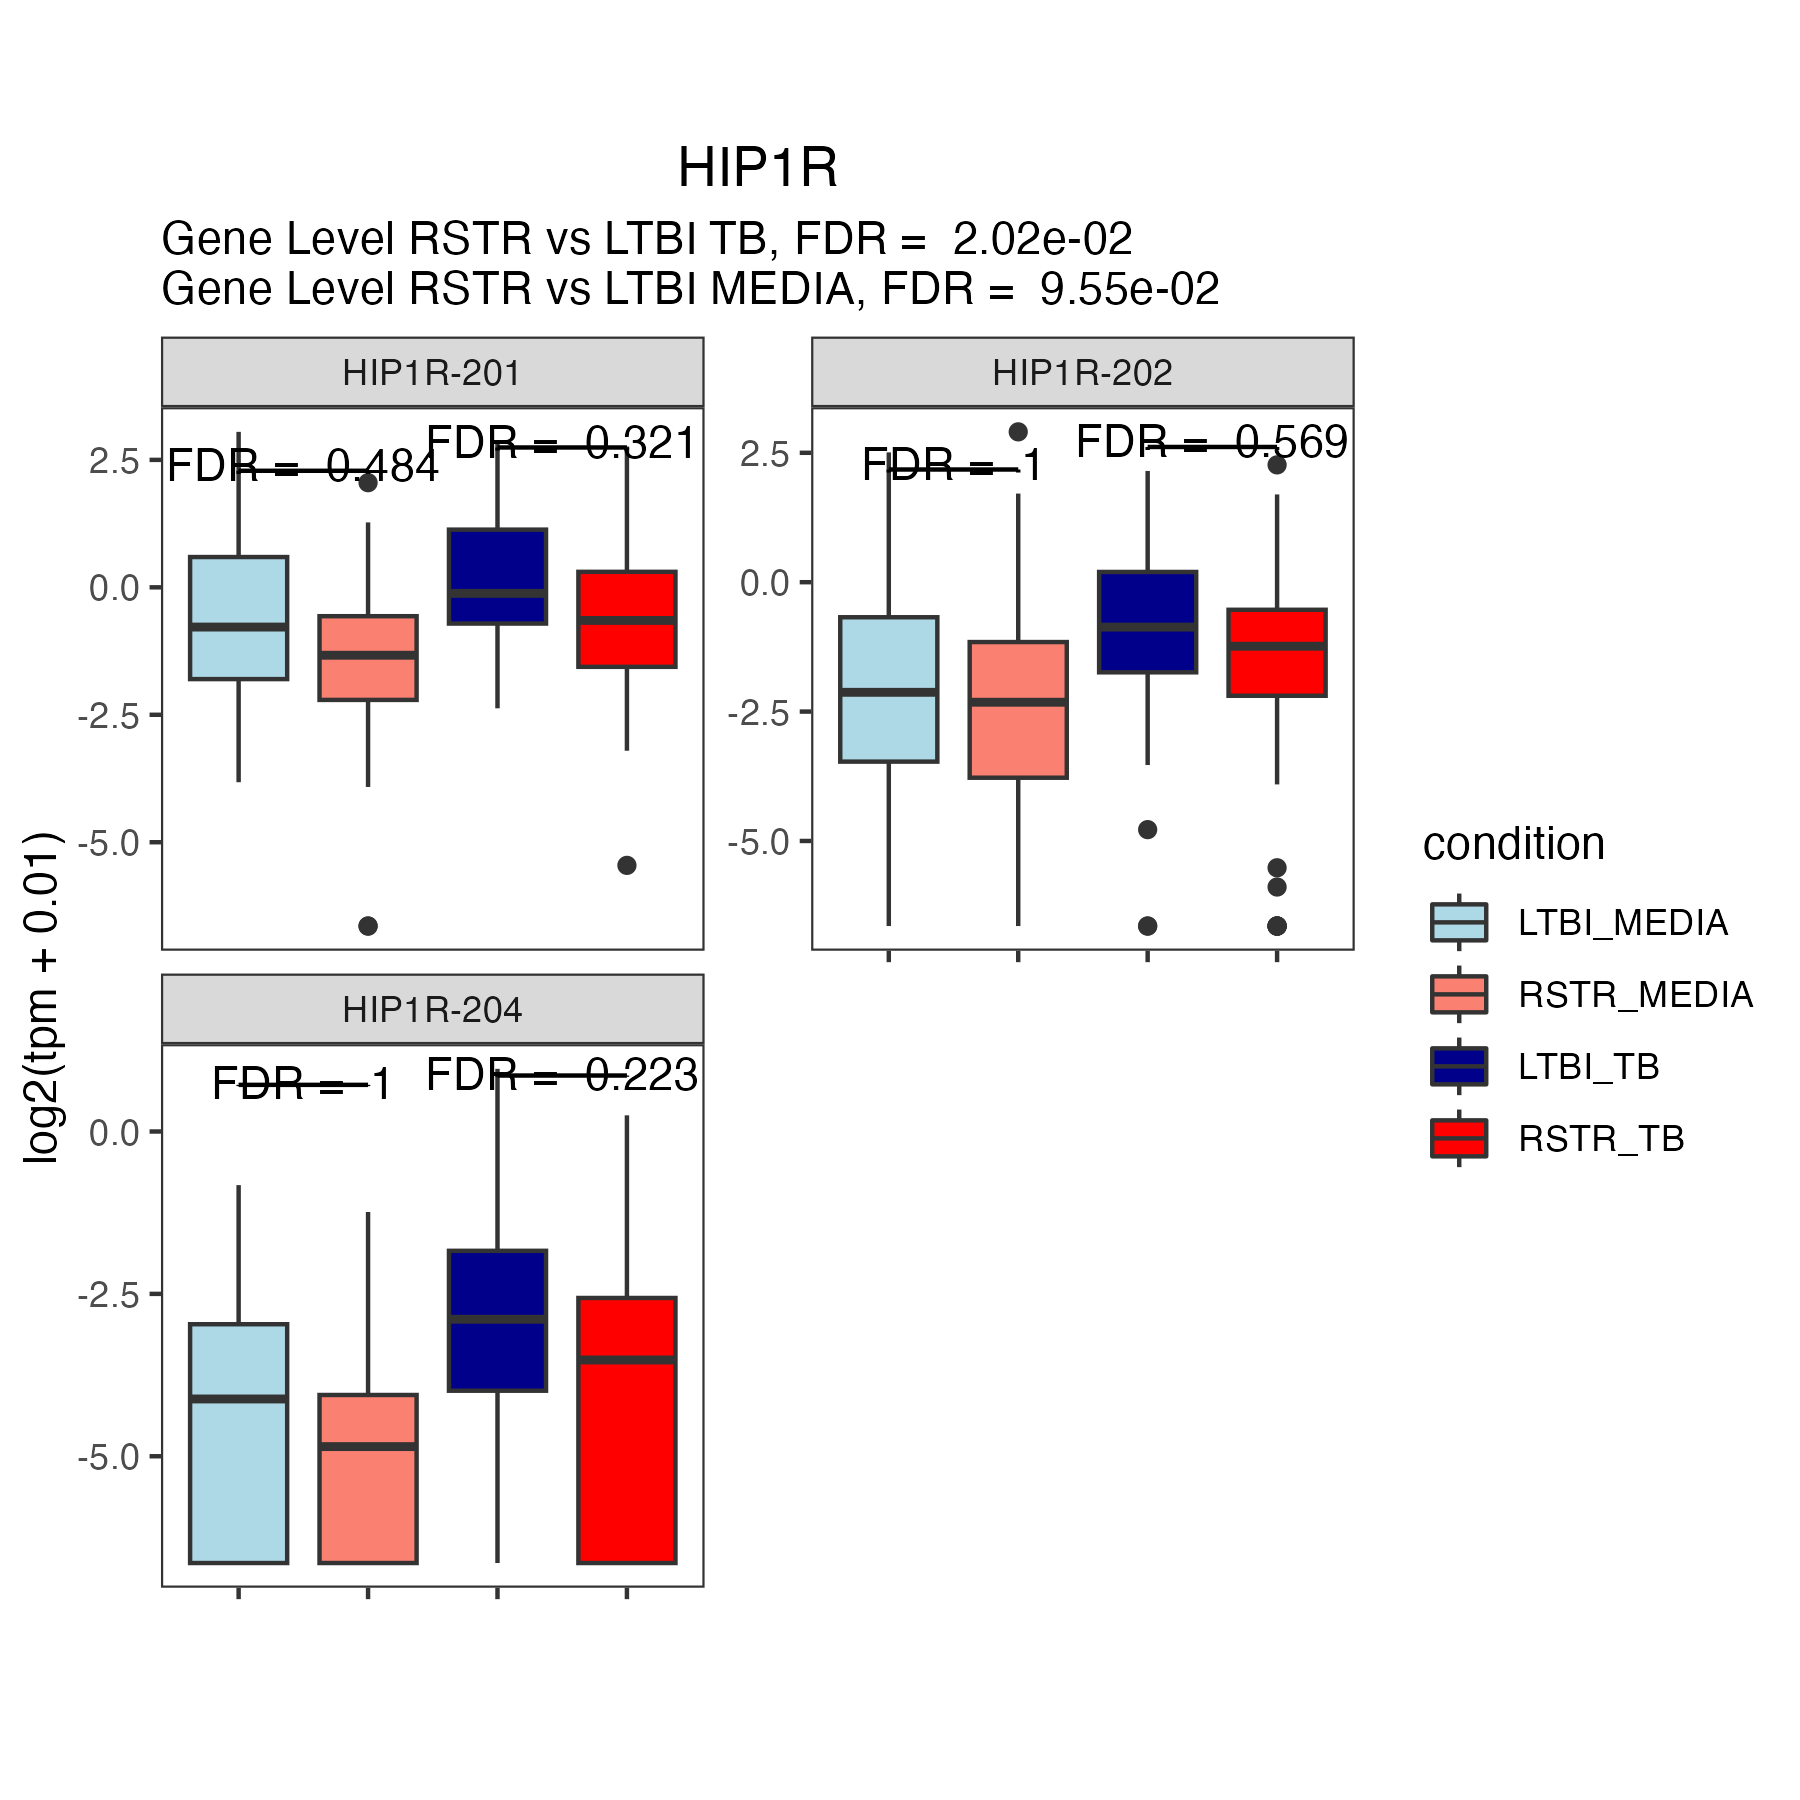 HIP1R
Gene Level RSTR vs LTBI TB, FDR =  2.02e-02
Gene Level RSTR vs LTBI MEDIA, FDR =  9.55e-02
HIP1R-201
FDR =  0.484
FDR =  0.321
2.5
0.0
-2.5
-5.0
HIP1R-202
FDR =  1
FDR =  0.569
2.5
0.0
-2.5
-5.0
HIP1R-204
FDR =  1
FDR =  0.223
0.0
-2.5
-5.0
log2(tpm + 0.01)
condition
LTBI_MEDIA
RSTR_MEDIA
LTBI_TB
RSTR_TB